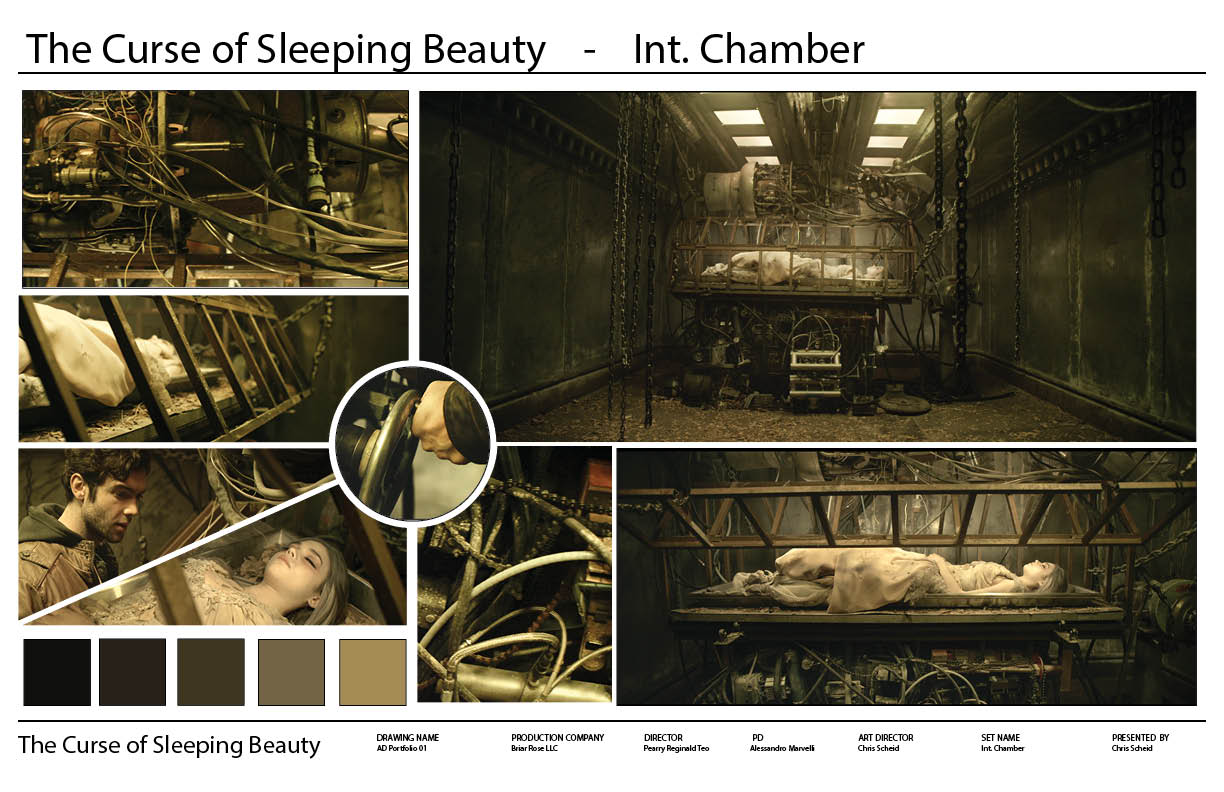 The Curse of Sleeping Beauty - Int. Chamber
The Curse of Sleeping Beauty
DRAWING NAME
AD Portfolio 01
PRODUCTION COMPANY
Briar Rose LLC
DIRECTOR
Pearry Reginald Teo
PD
Alessandro Marvelli
ART DIRECTOR
Chris Scheid
SET NAME
Int. Chamber
PRESENTED BY
Chris Scheid